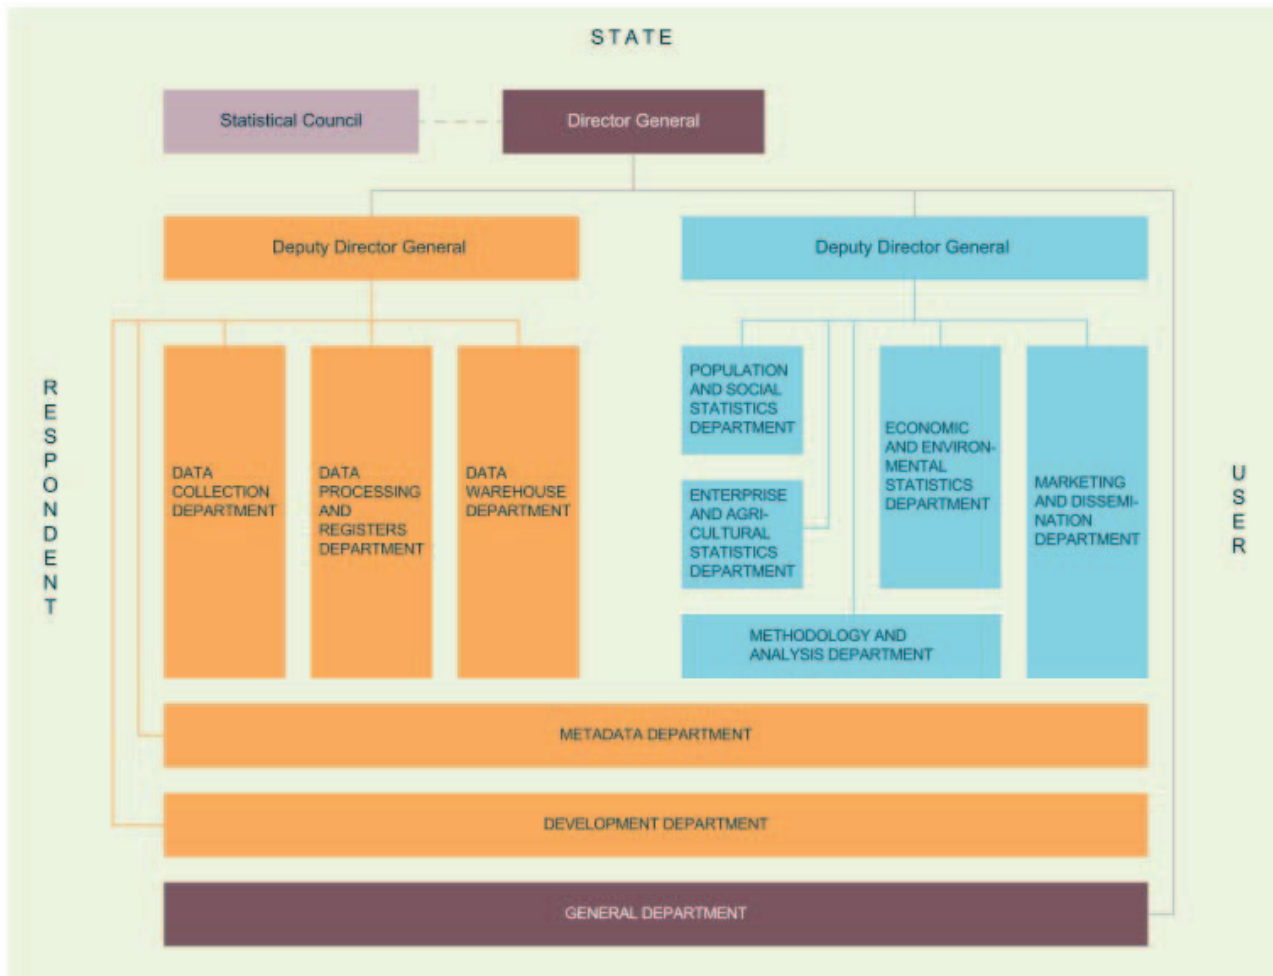 STATE
Statistical Council
Director General
Deputy Director General
Deputy Director General
RESPONDENT
DATA
COLLECTION
DEPARTMENT
DATA
PROCESSING
AND
REGISTERS
DEPARTMENT
DATA
WAREHOUSE
DEPARTMENT
POPULATION
AND SOCIAL
STATISTICS
DEPARTMENT
ENTERPRISE
AND AGRI-
CULTURAL
STATISTICS
DEPARTMENT
ECONOMIC
AND ENVIRON-
MENTAL
STATISTICS
DEPARTMENT
MARKETING
AND DISSEMI-
NATION
DEPARTMENT
USER
METHODOLOGY AND
ANALYSIS DEPARTMENT
METADATA DEPARTMENT
DEVELOPMENT DEPARTMENT
GENERAL DEPARTMENT